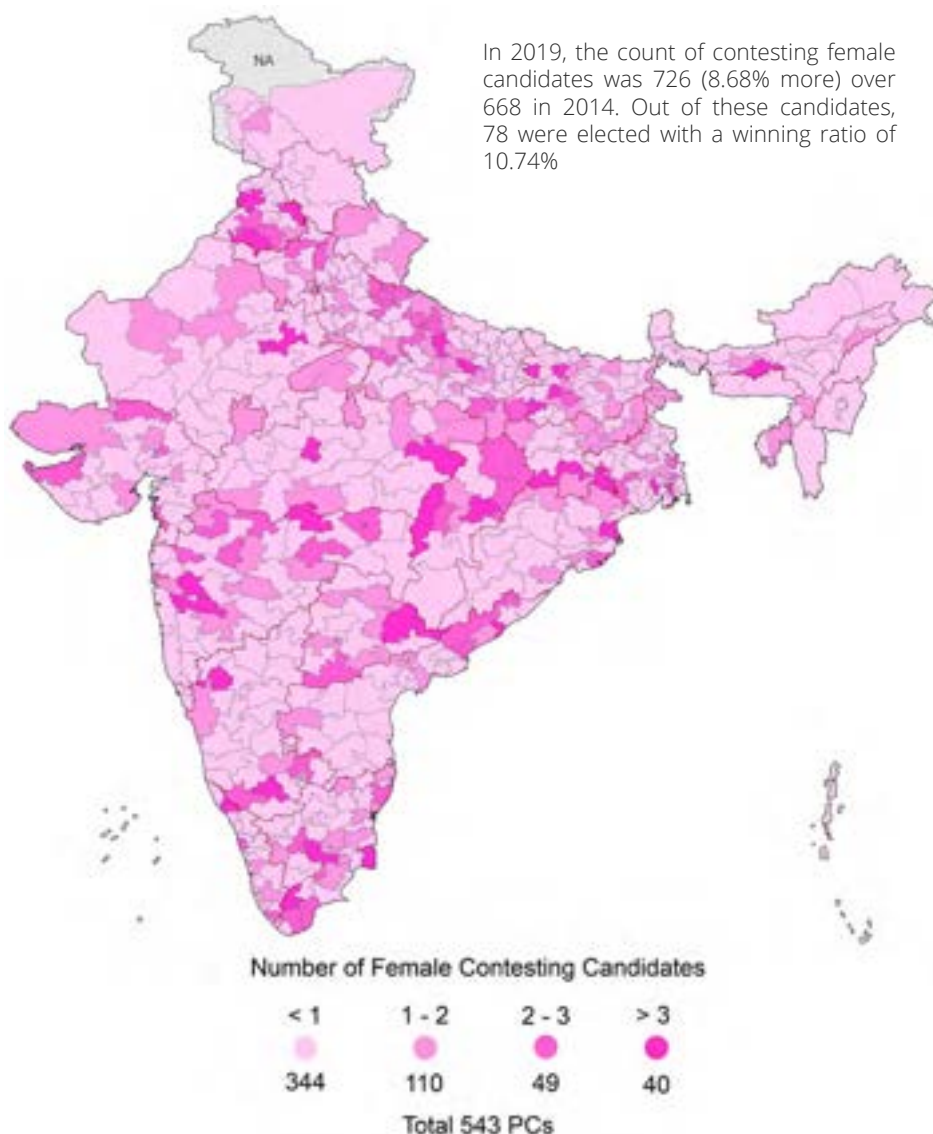 In 2019, the count of contesting female
candidates was 726 (8.68% more) over
668 in 2014. Out of these candidates,
78 were elected with a winning ratio of
10.74%
NA
Number of Female Contesting Candidates
< 1 1 - 2 2 - 3 > 3
344 110 49 40
Total 543 PCs